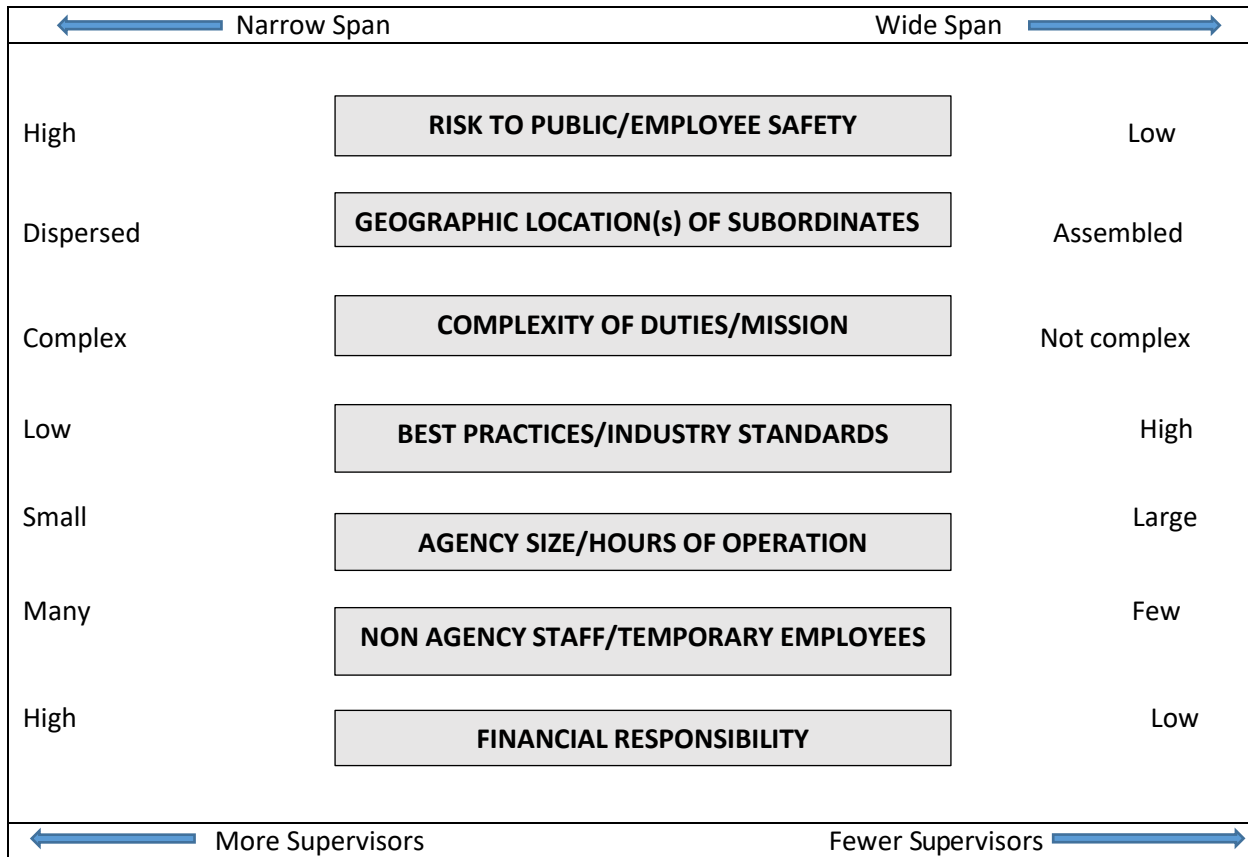 Narrow Span Wide Span
High RISK TO PUBLIC/EMPLOYEE SAFETY Low
Dispersed GEOGRAPHIC LOCATION(s) OF SUBORDINATES Assembled
Complex COMPLEXITY OF DUTIES/MISSION Not complex
Low BEST PRACTICES/INDUSTRY STANDARDS High
Small AGENCY SIZE/HOURS OF OPERATION Large
Many NON AGENCY STAFF/TEMPORARY EMPLOYEES Few
High FINANCIAL RESPONSIBILITY Low
More Supervisors Fewer Supervisors